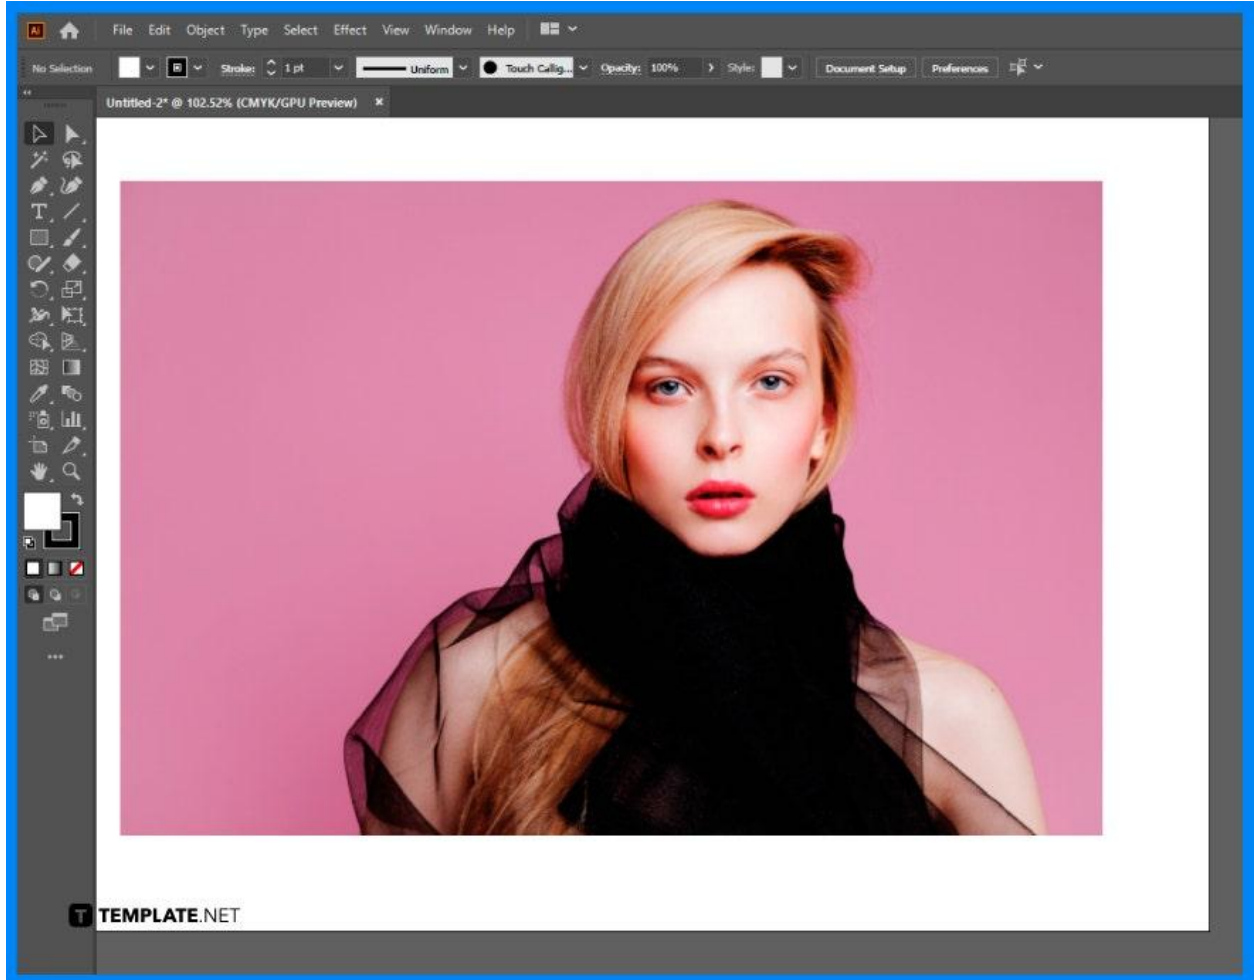 Ai File Edit Object Type Select Effect View Window Help
No Selection Stroke: 1 pt Uniform Touch Callig... Opacity: 100% Style: Document Setup Preferences
Untitled-2* @ 102.52% (CMYK/GPU Preview) ×
T
T TEMPLATE.NET